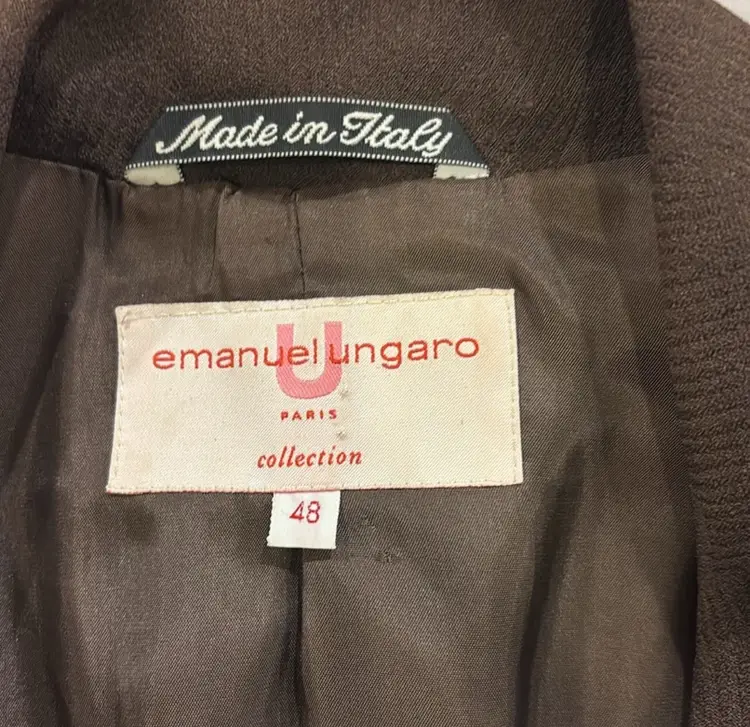 Made in Italy
U
emanuel ungaro
PARIS
collection
48